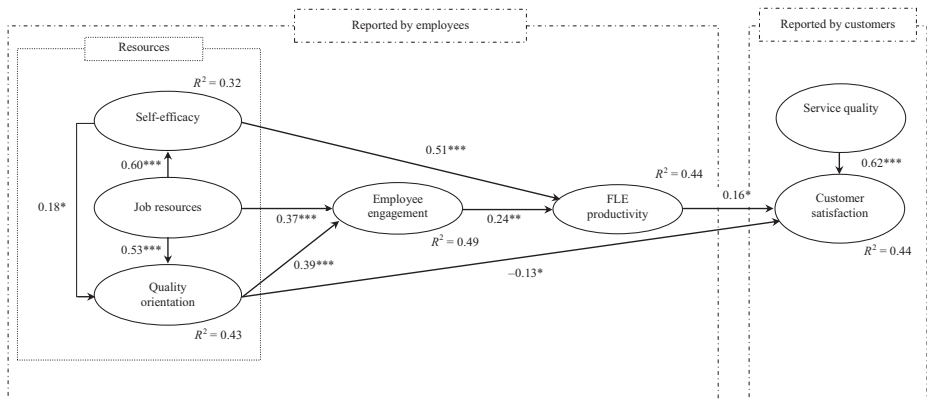 Reported by employees
Reported by customers
Resources
R² = 0.32
Self-efficacy
Service quality
0.51***
0.60***
0.62***
R² = 0.44
0.18*
Job resources
0.37***
Employee
engagement
0.24**
FLE
productivity
0.16*
Customer
satisfaction
R² = 0.49
R² = 0.44
0.53***
0.39***
–0.13*
Quality
orientation
R² = 0.43